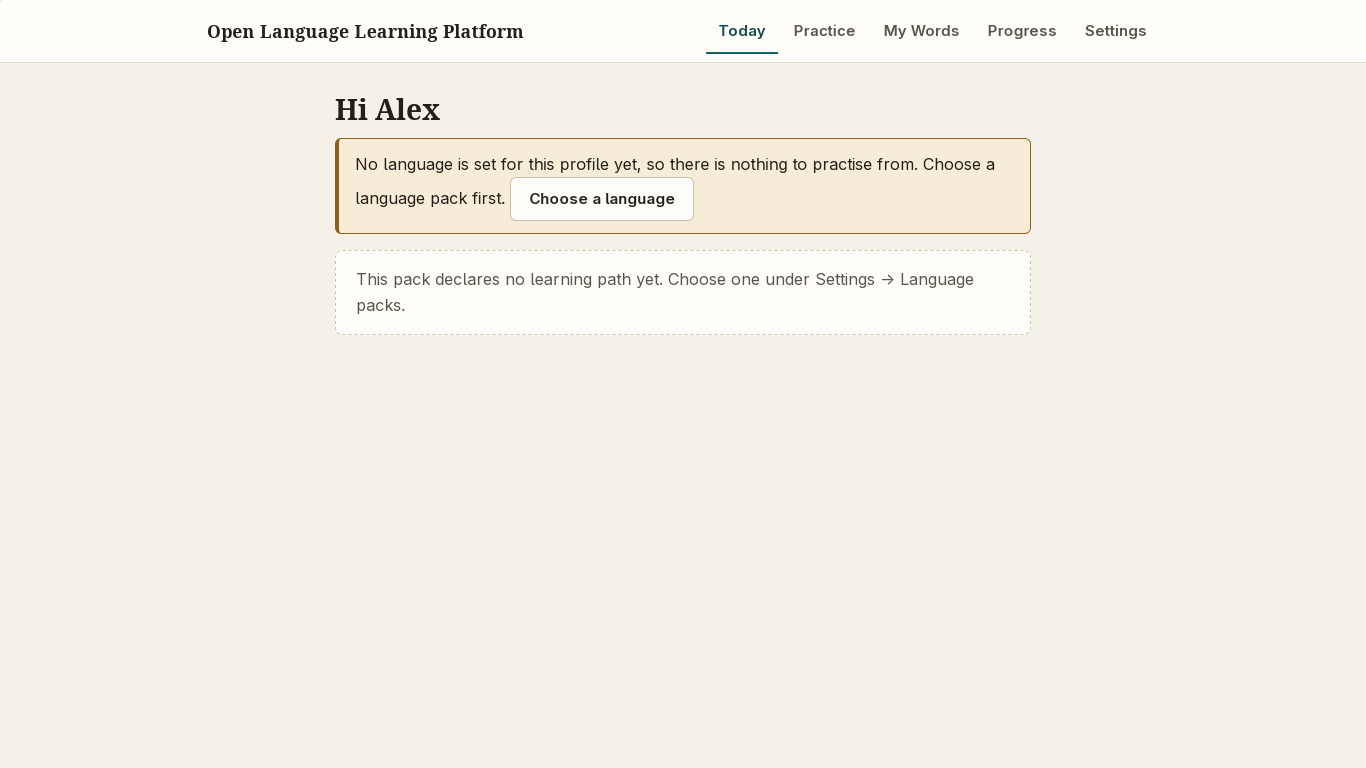 Open Language Learning Platform
Today Practice My Words Progress Settings
Hi Alex
No language is set for this profile yet, so there is nothing to practise from. Choose a
language pack first. Choose a language
This pack declares no learning path yet. Choose one under Settings → Language
packs.